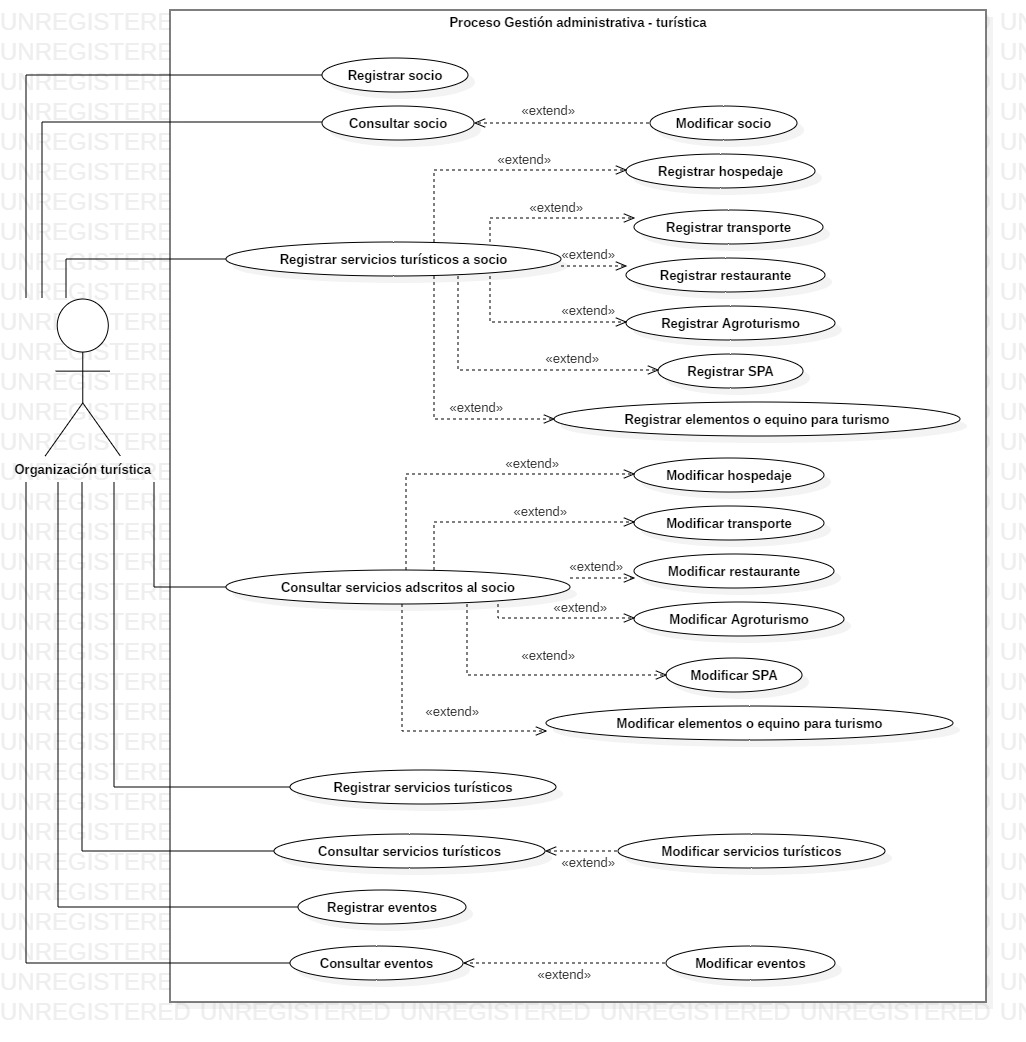 Proceso Gestión administrativa - turística
Registrar socio
Consultar socio
«extend»
Modificar socio
«extend»
Registrar hospedaje
«extend»
Registrar transporte
Registrar servicios turísticos a socio
«extend»
Registrar restaurante
«extend»
Registrar Agroturismo
«extend»
Registrar SPA
«extend»
Registrar elementos o equino para turismo
Organización turística
«extend»
Modificar hospedaje
«extend»
Modificar transporte
«extend»
Modificar restaurante
Consultar servicios adscritos al socio
«extend»
Modificar Agroturismo
«extend»
Modificar SPA
«extend»
Modificar elementos o equino para turismo
Registrar servicios turísticos
Consultar servicios turísticos
«extend»
Modificar servicios turísticos
Registrar eventos
Consultar eventos
«extend»
Modificar eventos
UNREGISTERED UNREGISTERED UNREGISTERED UNREGISTERED UNREGISTERED UN